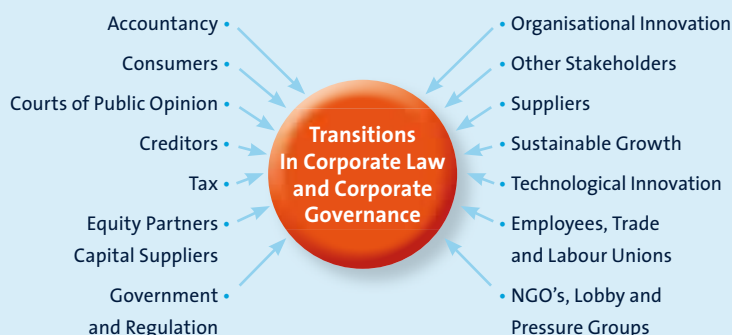 Accountancy •
Consumers •
Courts of Public Opinion •
Creditors •
Tax •
Equity Partners •
Capital Suppliers
Government •
and Regulation
Transitions
In Corporate Law
and Corporate
Governance
• Organisational Innovation
• Other Stakeholders
• Suppliers
• Sustainable Growth
• Technological Innovation
• Employees, Trade
and Labour Unions
• NGO's, Lobby and
Pressure Groups